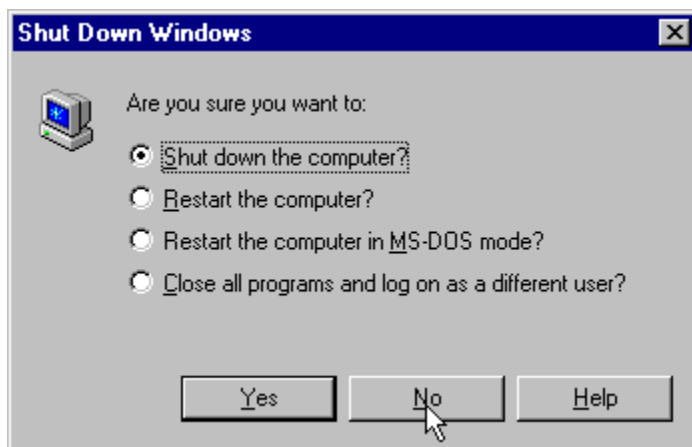 Shut Down Windows
Are you sure you want to:
Shut down the computer?
Restart the computer?
Restart the computer in MS-DOS mode?
Close all programs and log on as a different user?
Yes No Help